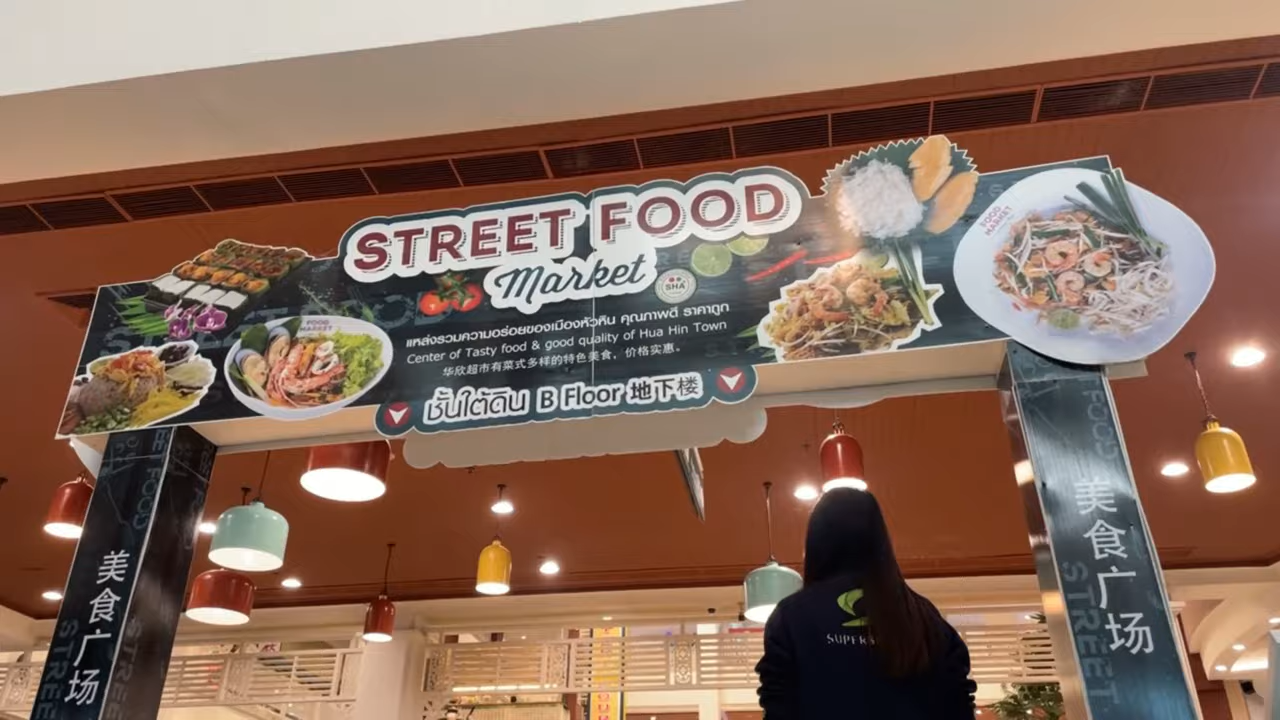 STREET FOOD
Market
SHA
FOOD
MARKET
FOOD
MARKET
แหล่งรวมความอร่อยของเมืองหัวหิน คุณภาพดี ราคาถูก
Center of Tasty food & good quality of Hua Hin Town
华欣超市有菜式多样的特色美食，价格实惠。
ชั้นใต้ดิน B Floor 地下楼
美食广场
美食广场
FOOD
STREET
FOOD
STREET